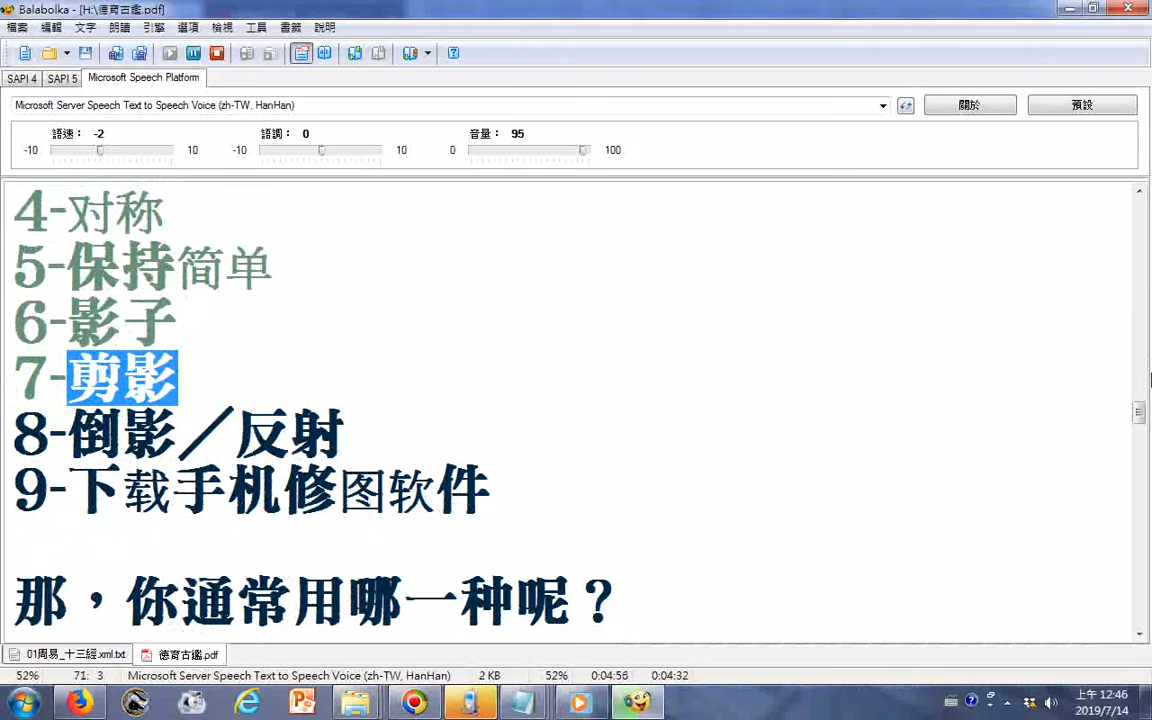 Balabolka - [H:\德育古鑑.pdf]
檔案 編輯 文字 朗讀 引擎 選項 檢視 工具 書籤 說明
SAPI 4 SAPI 5 Microsoft Speech Platform
Microsoft Server Speech Text to Speech Voice (zh-TW, HanHan) 關於 預設
語速： -2 語調： 0 音量： 95
-10 10 -10 10 0 100
4-对称
5-保持简单
6-影子
7-剪影
8-倒影／反射
9-下载手机修图软件
那，你通常用哪一种呢？
01周易_十三經.xml.txt 德育古鑑.pdf
52% 71: 3 Microsoft Server Speech Text to Speech Voice (zh-TW, HanHan) 2 KB 52% 0:04:56 0:04:32
上午 12:46
2019/7/14